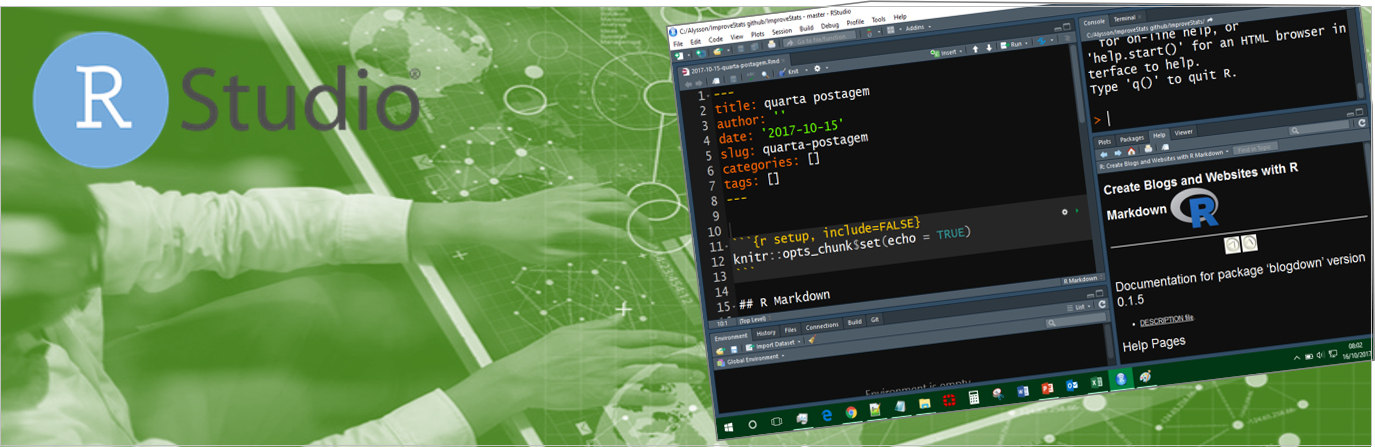 R Studio®
C:/Alysson/ImproveStats github/ImproveStats - master - RStudio
File Edit Code View Plots Session Build Debug Profile Tools Help
Go to file/function
Addins
2017-10-15-quarta-postagem.Rmd
Knit
Insert
Run
1 ---
2 title: quarta postagem
3 author: ''
4 date: '2017-10-15'
5 slug: quarta-postagem
6 categories: []
7 tags: []
8 ---
9
10
11 ```{r setup, include=FALSE}
12 knitr::opts_chunk$set(echo = TRUE)
13 ```
14
15 ## R Markdown
10:1 (Top Level)
R Markdown
Environment History Files Connections Build Git
Import Dataset
List
Global Environment
Environment is empty
Console Terminal
C:/Alysson/ImproveStats github/ImproveStats/
for on-line help, or
'help.start()' for an HTML browser in
terface to help.
Type 'q()' to quit R.
>
Plots Packages Help Viewer
R: Create Blogs and Websites with R Markdown
Find in Topic
Create Blogs and Websites with R
Markdown R
Documentation for package ‘blogdown’ version
0.1.5
• DESCRIPTION file.
Help Pages
08:02
16/10/2017